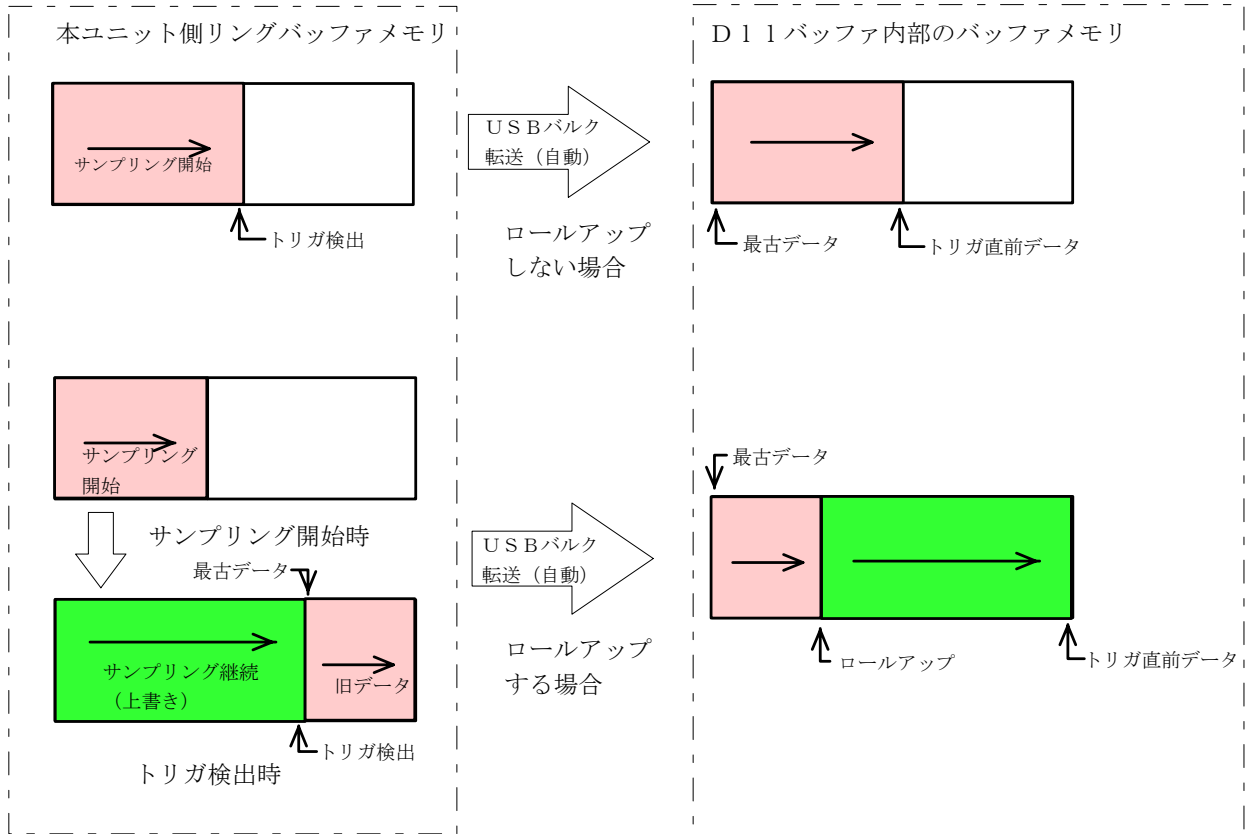 本ユニット側リングバッファメモリ
Ｄ１１バッファ内部のバッファメモリ
サンプリング開始
トリガ検出
ＵＳＢバルク
転送（自動）
ロールアップ
しない場合
最古データ
トリガ直前データ
サンプリング
開始
サンプリング開始時
最古データ
サンプリング継続
（上書き）
旧データ
トリガ検出
トリガ検出時
ＵＳＢバルク
転送（自動）
ロールアップ
する場合
最古データ
ロールアップ
トリガ直前データ